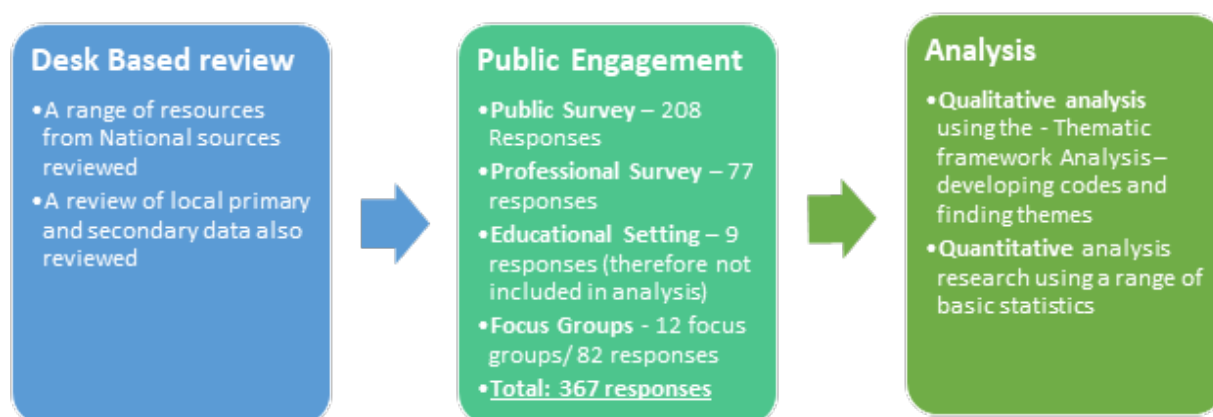 Desk Based review
•A range of resources
from National sources
reviewed
•A review of local primary
and secondary data also
reviewed
Public Engagement
•Public Survey – 208
Responses
•Professional Survey – 77
responses
•Educational Setting – 9
responses (therefore not
included in analysis)
•Focus Groups - 12 focus
groups/ 82 responses
•Total: 367 responses
Analysis
•Qualitative analysis
using the - Thematic
framework Analysis –
developing codes and
finding themes
•Quantitative analysis
research using a range of
basic statistics